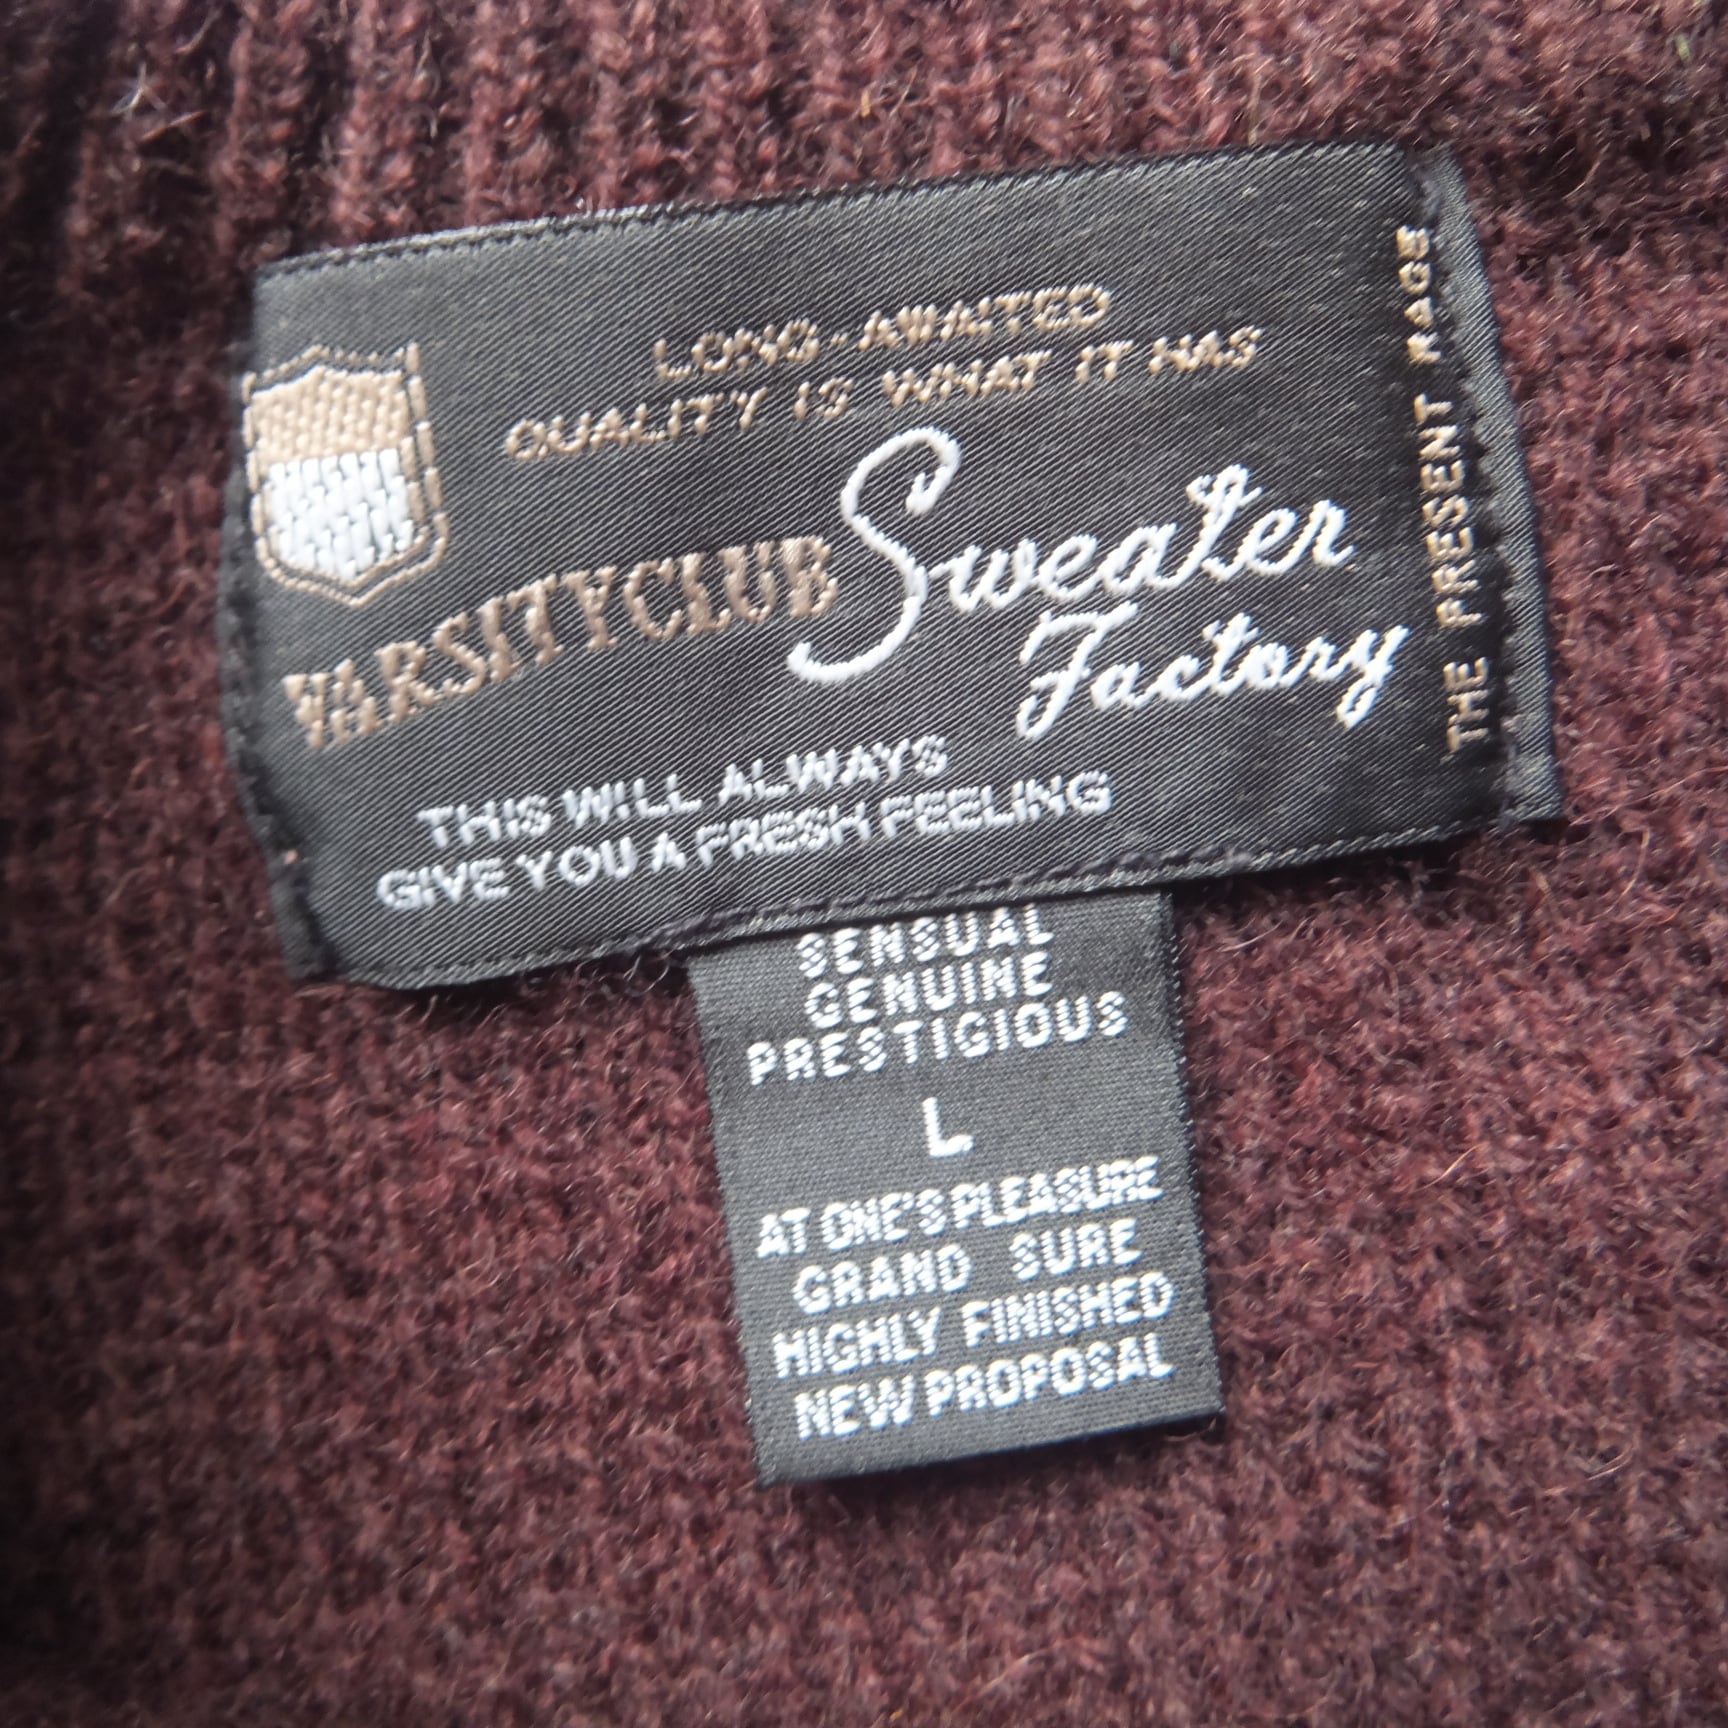 LONG-AWAITED
QUALITY IS WHAT IT HAS
VARSITYCLUB Sweater
Factory
THIS WILL ALWAYS
GIVE YOU A FRESH FEELING
THE PRESENT RAGE
SENSUAL
GENUINE
PRESTIGIOUS
L
AT ONE'S PLEASURE
GRAND SURE
HIGHLY FINISHED
NEW PROPOSAL